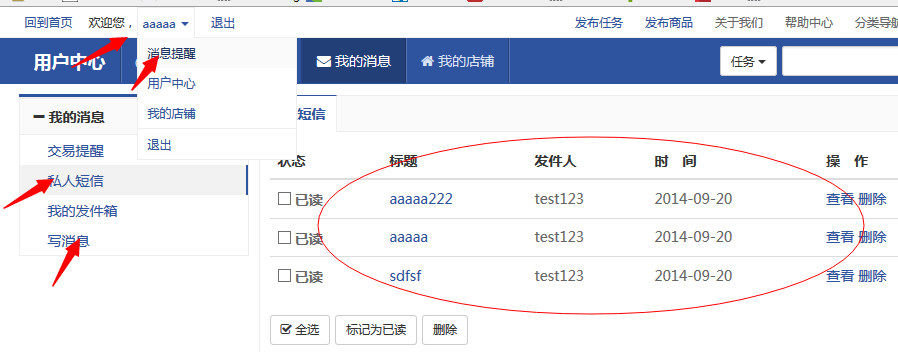 回到首页 欢迎您， aaaaa 退出 发布任务 发布商品 关于我们 帮助中心 分类导航
消息提醒
用户中心 我的消息 我的店铺 任务
用户中心
我的店铺
退出
我的消息
交易提醒
私人短信
我的发件箱
写消息
短信
状态 标题 发件人 时 间 操 作
已读 aaaaa222 test123 2014-09-20 查看 删除
已读 aaaaa test123 2014-09-20 查看 删除
已读 sdfsf test123 2014-09-20 查看 删除
全选 标记为已读 删除